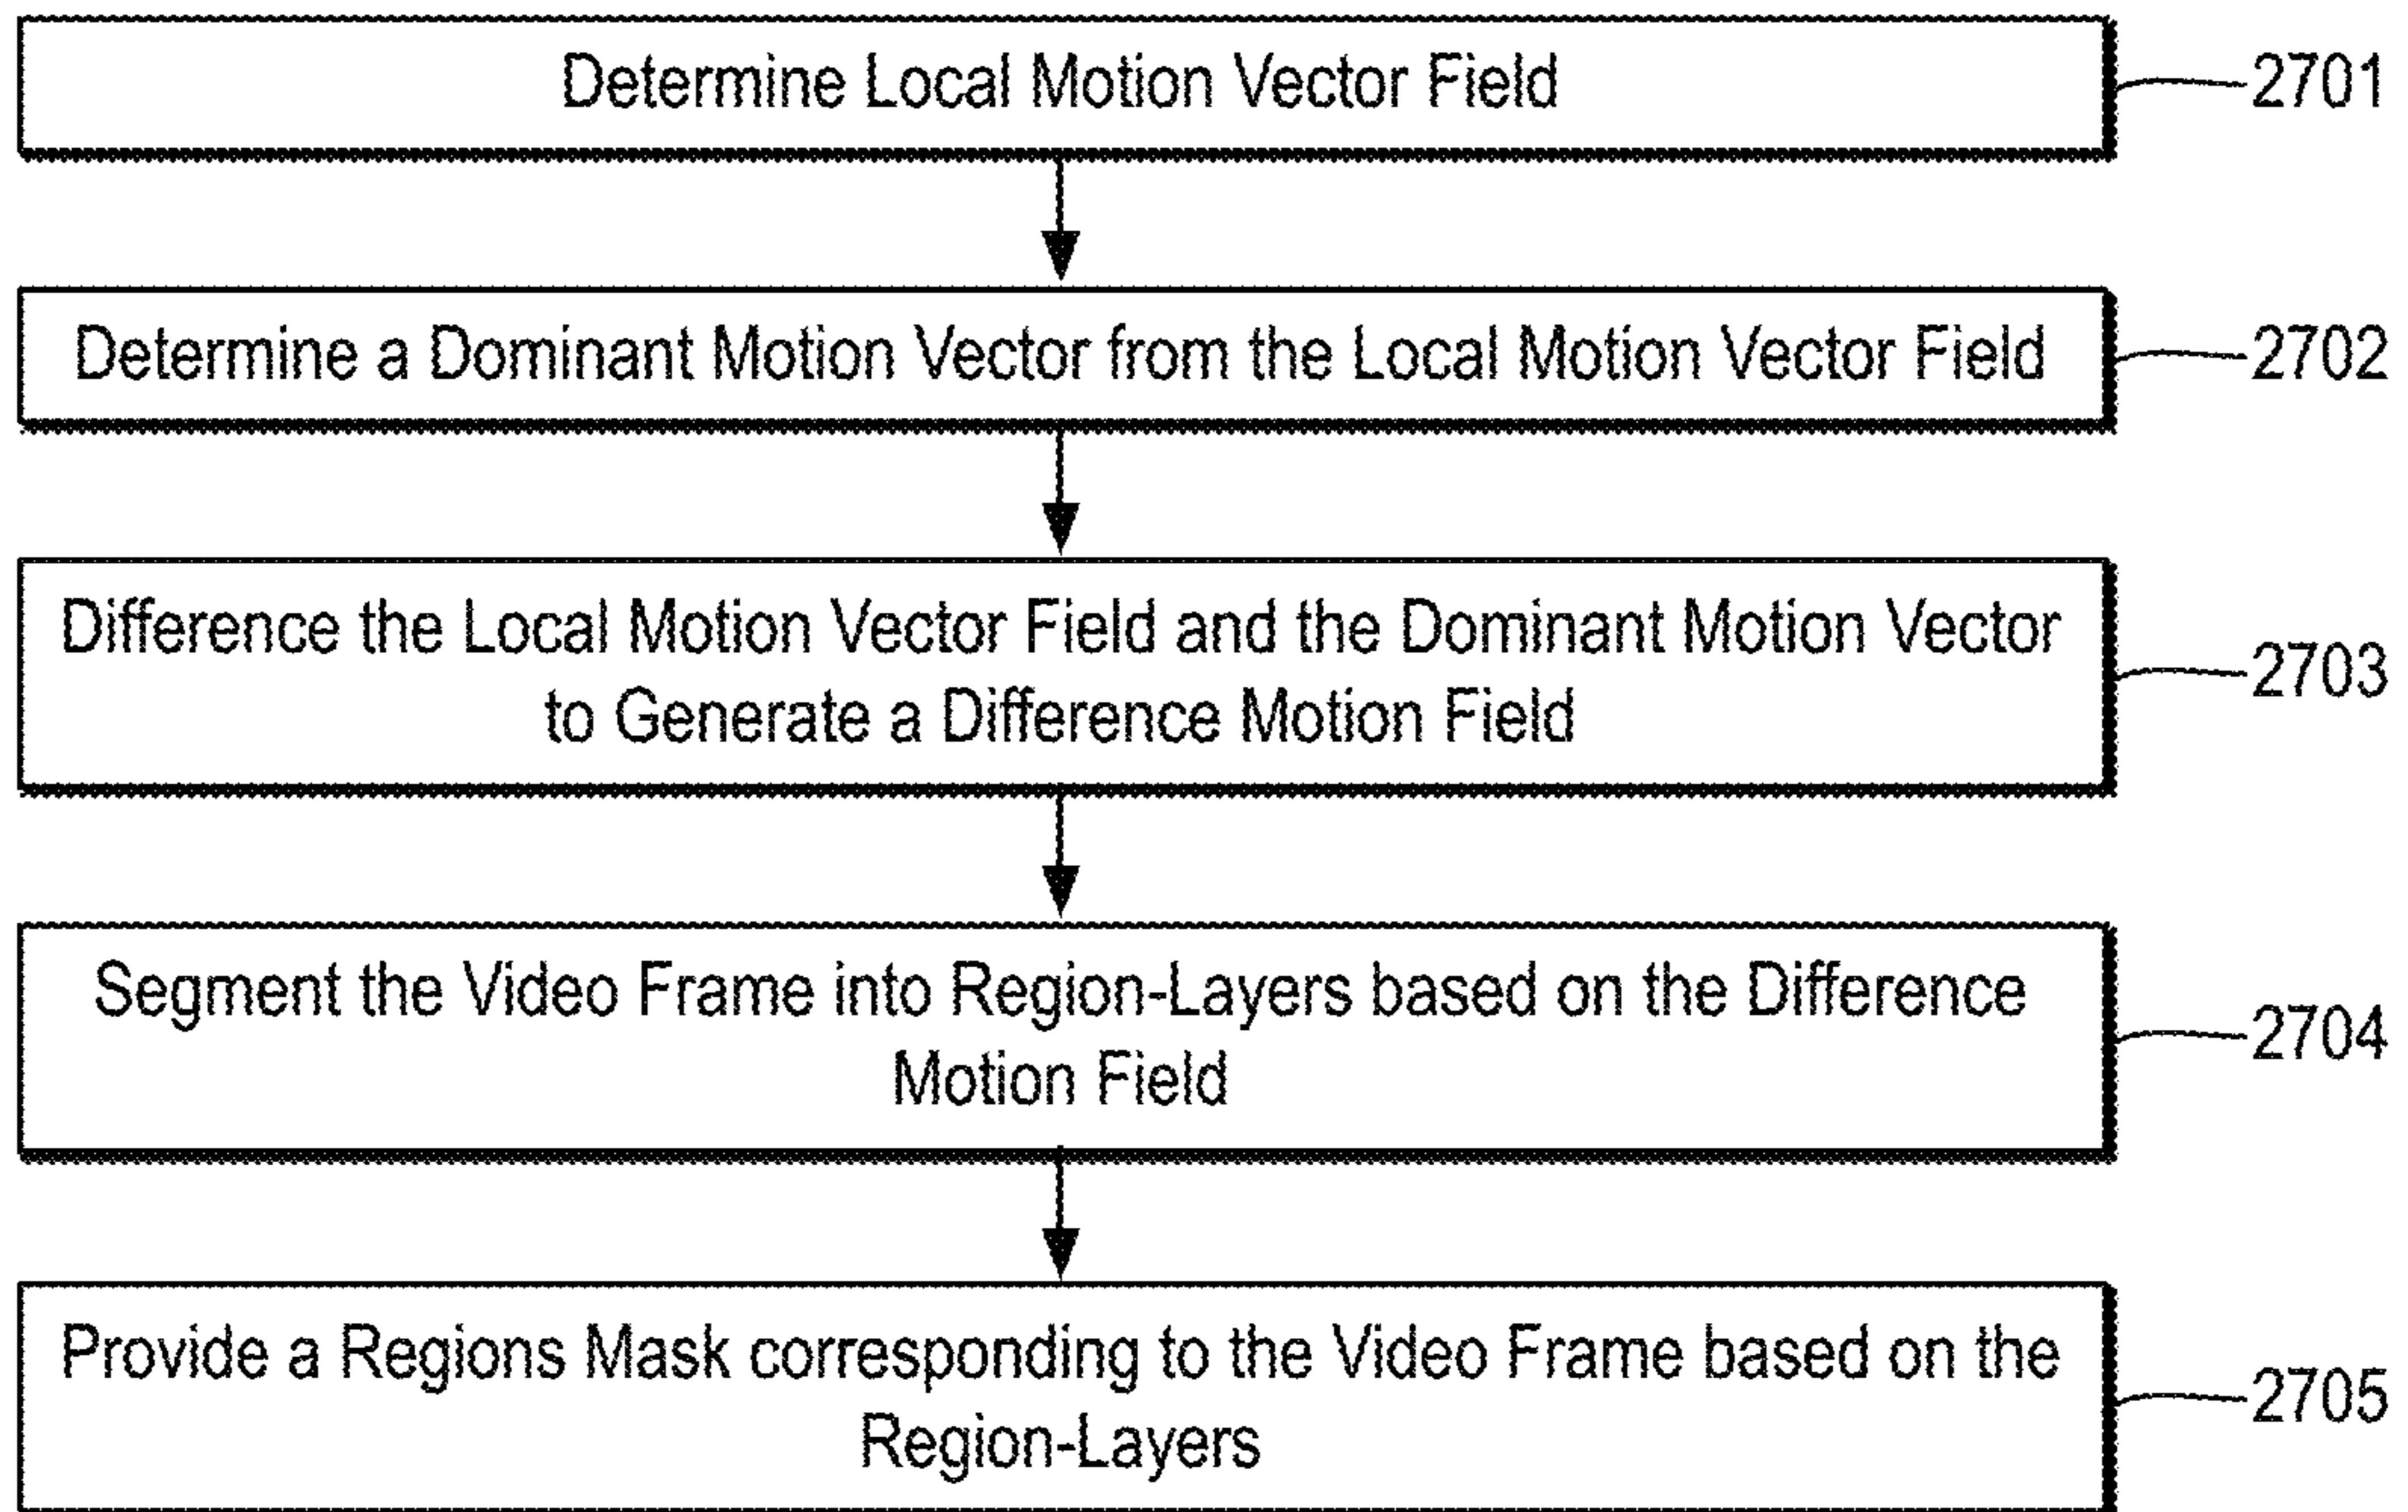 Determine Local Motion Vector Field
2701
Determine a Dominant Motion Vector from the Local Motion Vector Field
2702
Difference the Local Motion Vector Field and the Dominant Motion Vector
to Generate a Difference Motion Field
2703
Segment the Video Frame into Region-Layers based on the Difference
Motion Field
2704
Provide a Regions Mask corresponding to the Video Frame based on the
Region-Layers
2705